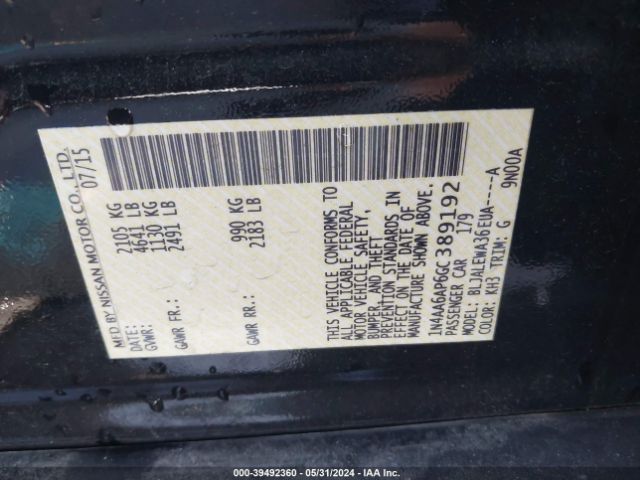 MFD BY NISSAN MOTOR CO., LTD.
DATE: 07/15
GVWR: 2105 KG
4641 LB
GAWR FR.: 1130 KG
2491 LB
GAWR RR.: 990 KG
2183 LB
THIS VEHICLE CONFORMS TO
ALL APPLICABLE FEDERAL
MOTOR VEHICLE SAFETY,
BUMPER, AND THEFT
PREVENTION STANDARDS IN
EFFECT ON THE DATE OF
MANUFACTURE SHOWN ABOVE.
1N4AA6AP6GC389192
PASSENGER CAR 179
MODEL: BLJALEWA36EUA----A
COLOR: KH3 TRIM: G 9N00A
000-39492360 - 05/31/2024 - IAA Inc.